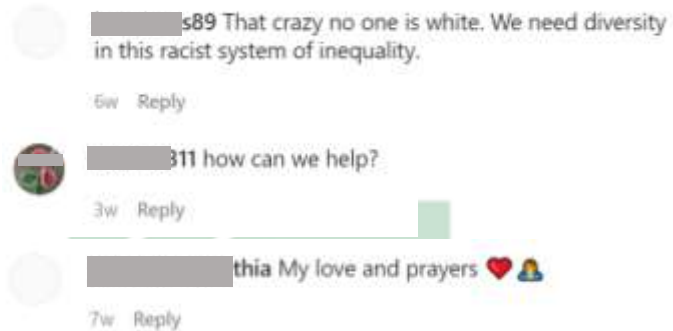 s89 That crazy no one is white. We need diversity
in this racist system of inequality.
6w Reply
311 how can we help?
3w Reply
thia My love and prayers ❤️🤦
7w Reply